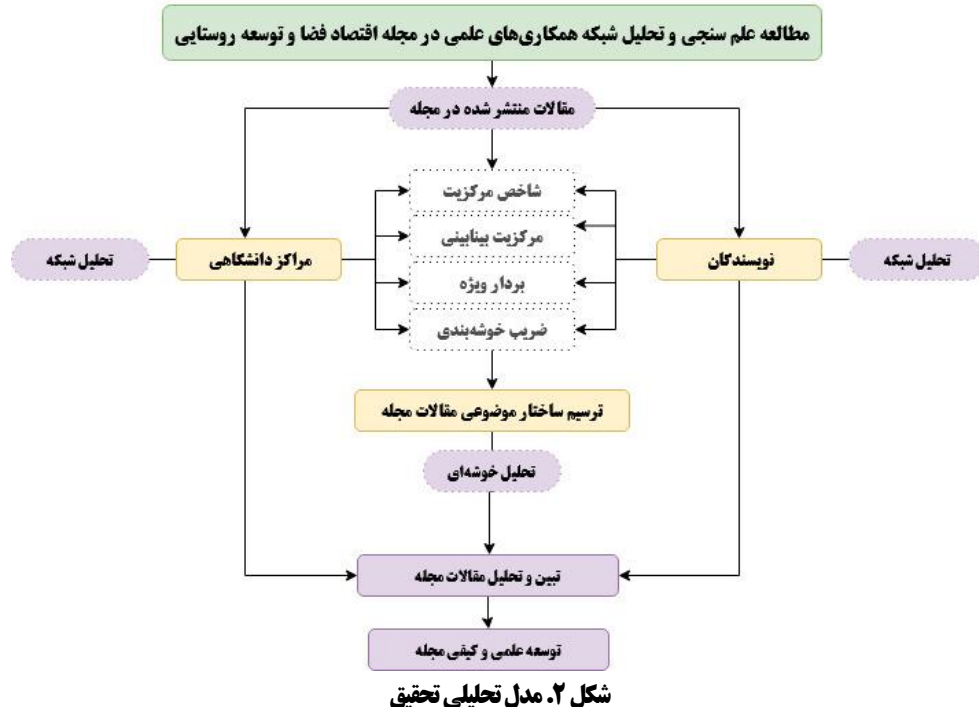 مطالعه علم سنجی و تحلیل شبکه همکاری‌های علمی در مجله اقتصاد فضا و توسعه روستایی
مقالات منتشر شده در مجله
شاخص مرکزیت
مرکزیت بینابینی
تحلیل شبکه
نویسندگان
مراکز دانشگاهی
تحلیل شبکه
بردار ویژه
ضریب خوشه‌بندی
ترسیم ساختار موضوعی مقالات مجله
تحلیل خوشه‌ای
تبین و تحلیل مقالات مجله
توسعه علمی و کیفی مجله
شکل ۲. مدل تحلیلی تحقیق